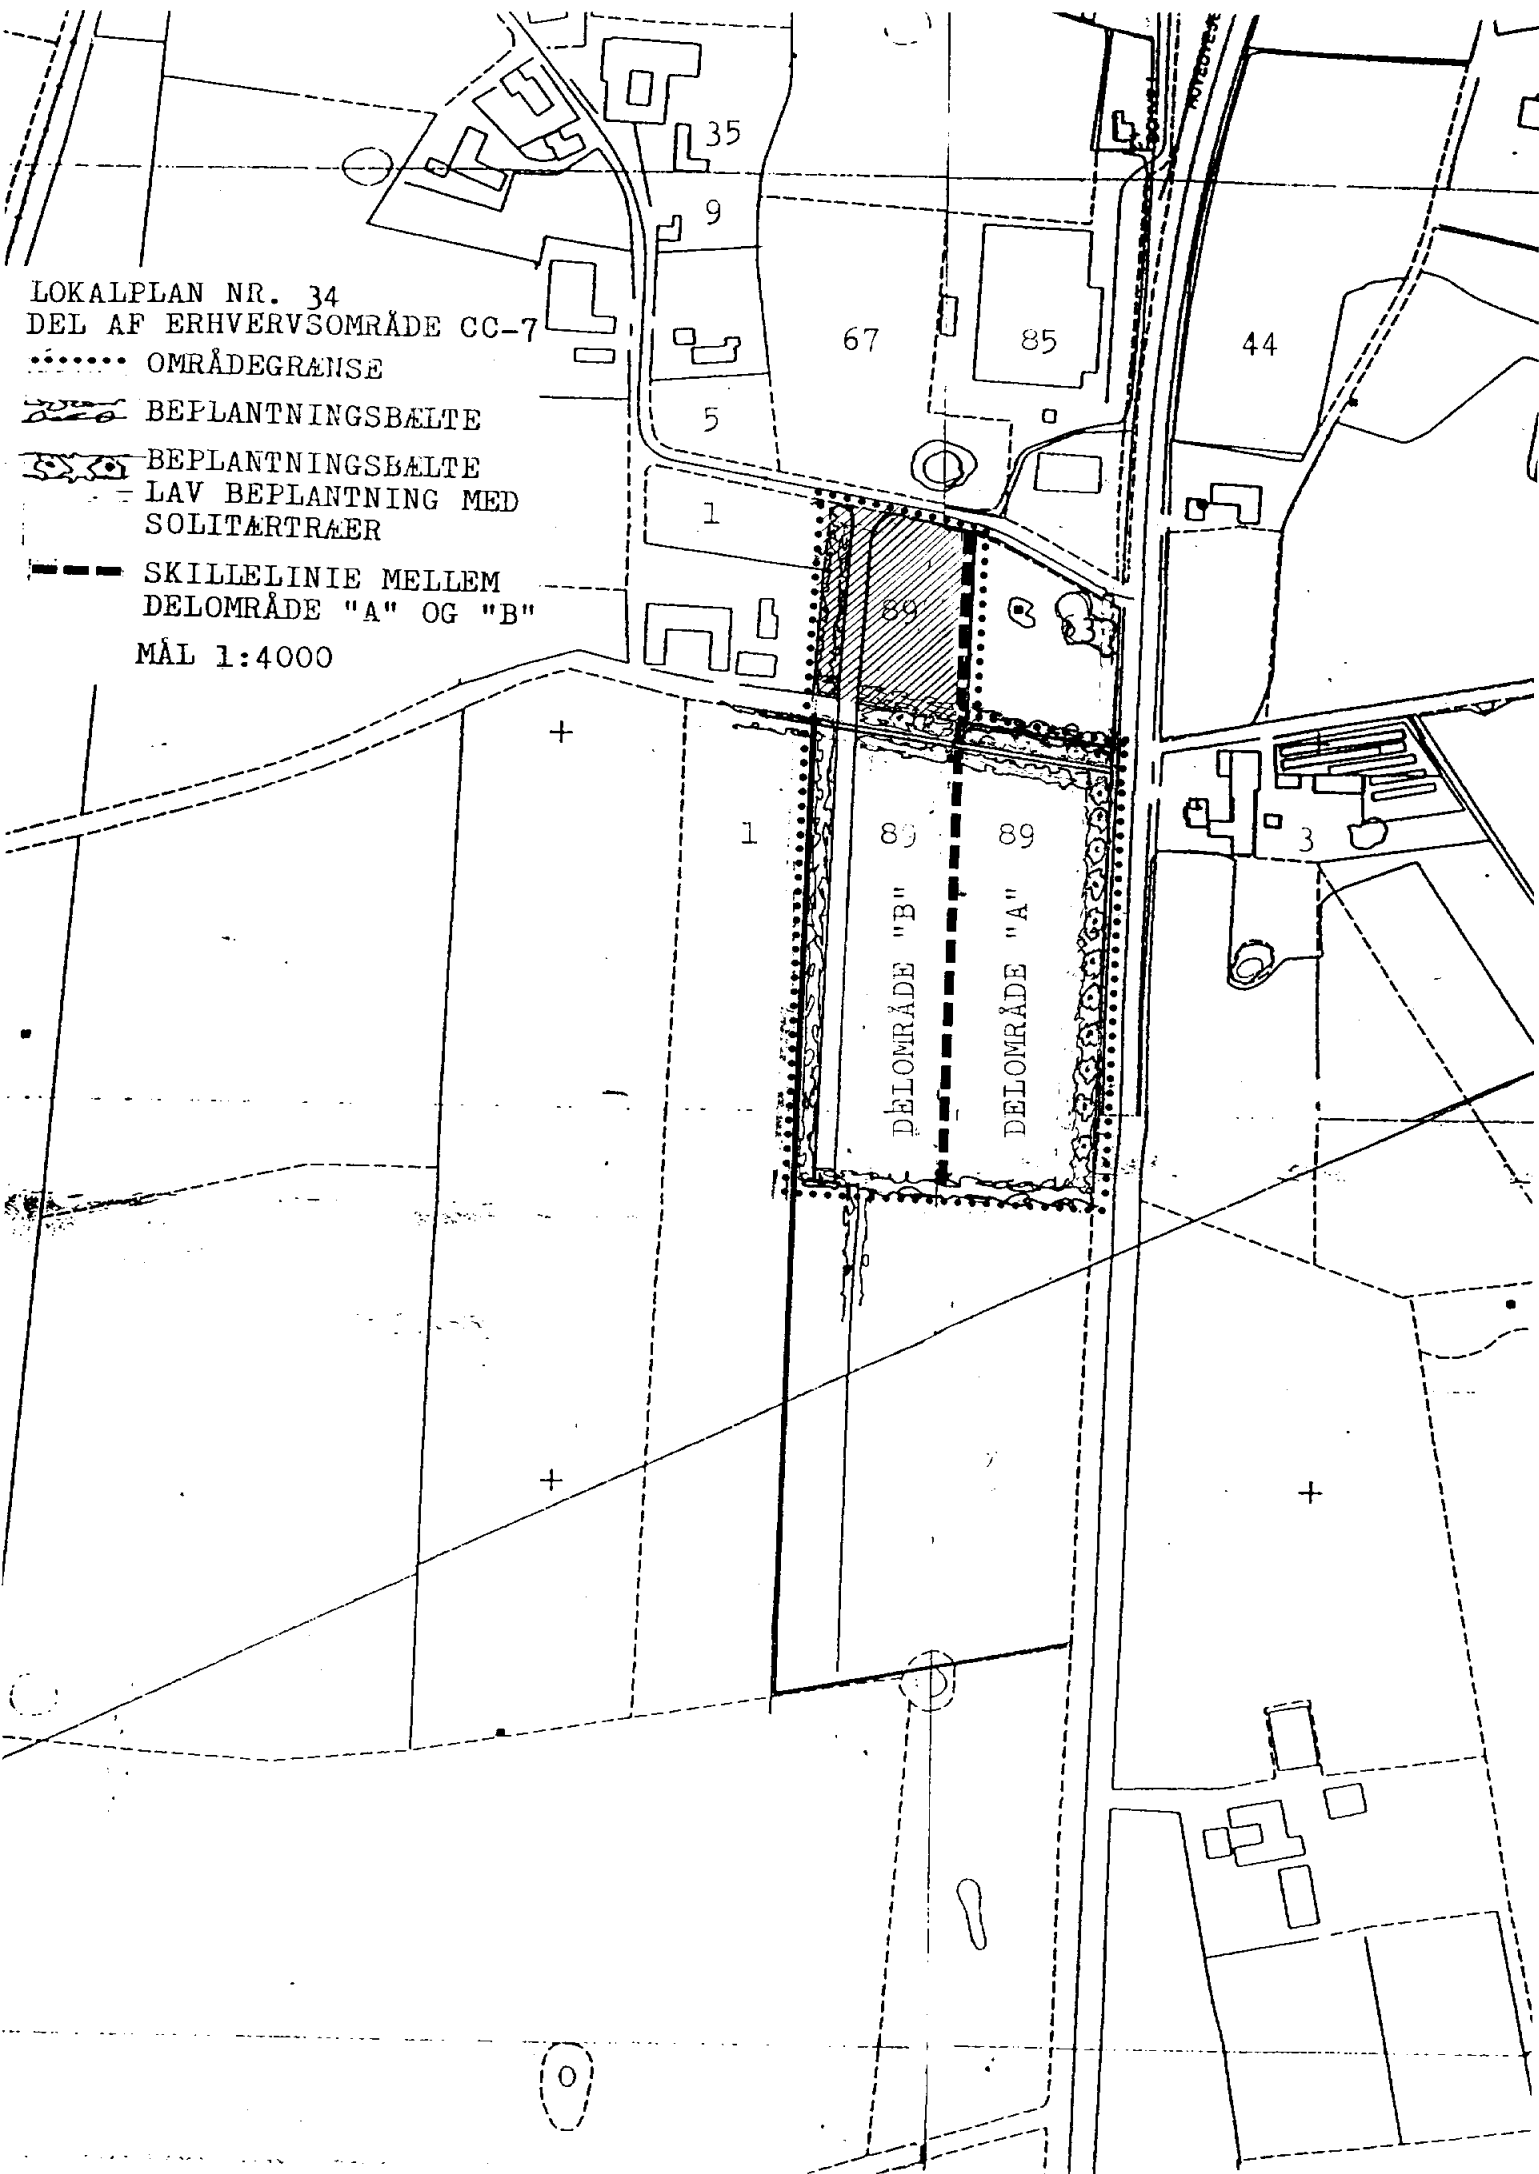 HOVEDVEJE
35
9
LOKALPLAN NR. 34
DEL AF ERHVERVSOMRÅDE CC-7
OMRÅDEGRÆNSE
BEPLANTNINGSBÆLTE
BEPLANTNINGSBÆLTE
LAV BEPLANTNING MED
SOLITÆRTRÆER
SKILLELINIE MELLEM
DELOMRÅDE "A" OG "B"
MÅL 1:4000
67
85
44
5
1
89
1
89
89
3
DELOMRÅDE "B"
DELOMRÅDE "A"